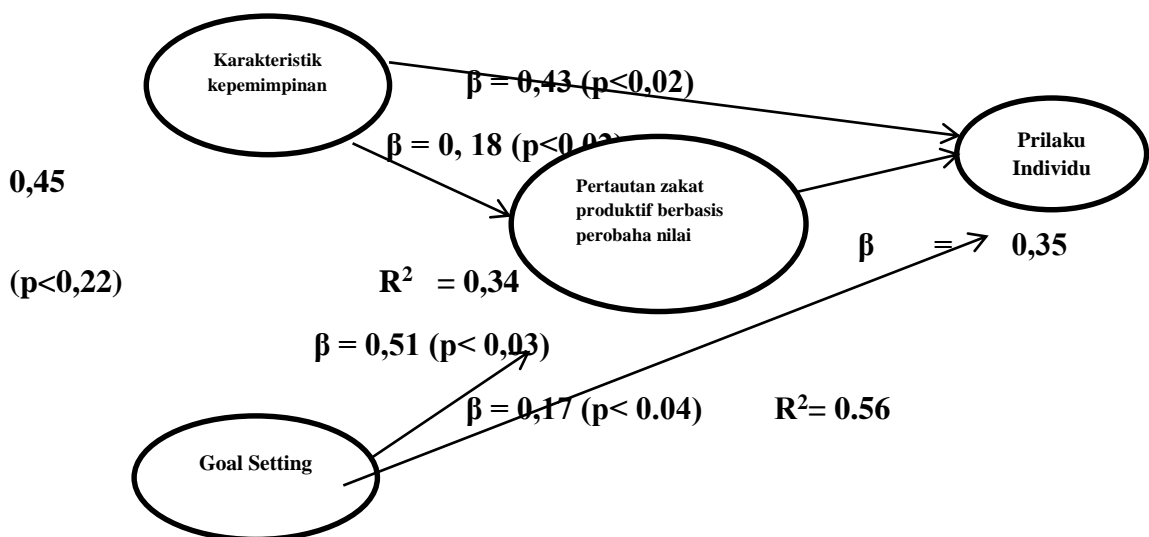 Karakteristik
kepemimpinan
β = 0,43 (p<0,02)
β = 0, 18 (p<0,02)
Prilaku
Individu
0,45
Pertautan zakat
produktif berbasis
perobaha nilai
β = 0,35
(p<0,22)
R² = 0,34
β = 0,51 (p< 0,03)
β = 0,17 (p< 0.04)
R²= 0.56
Goal Setting